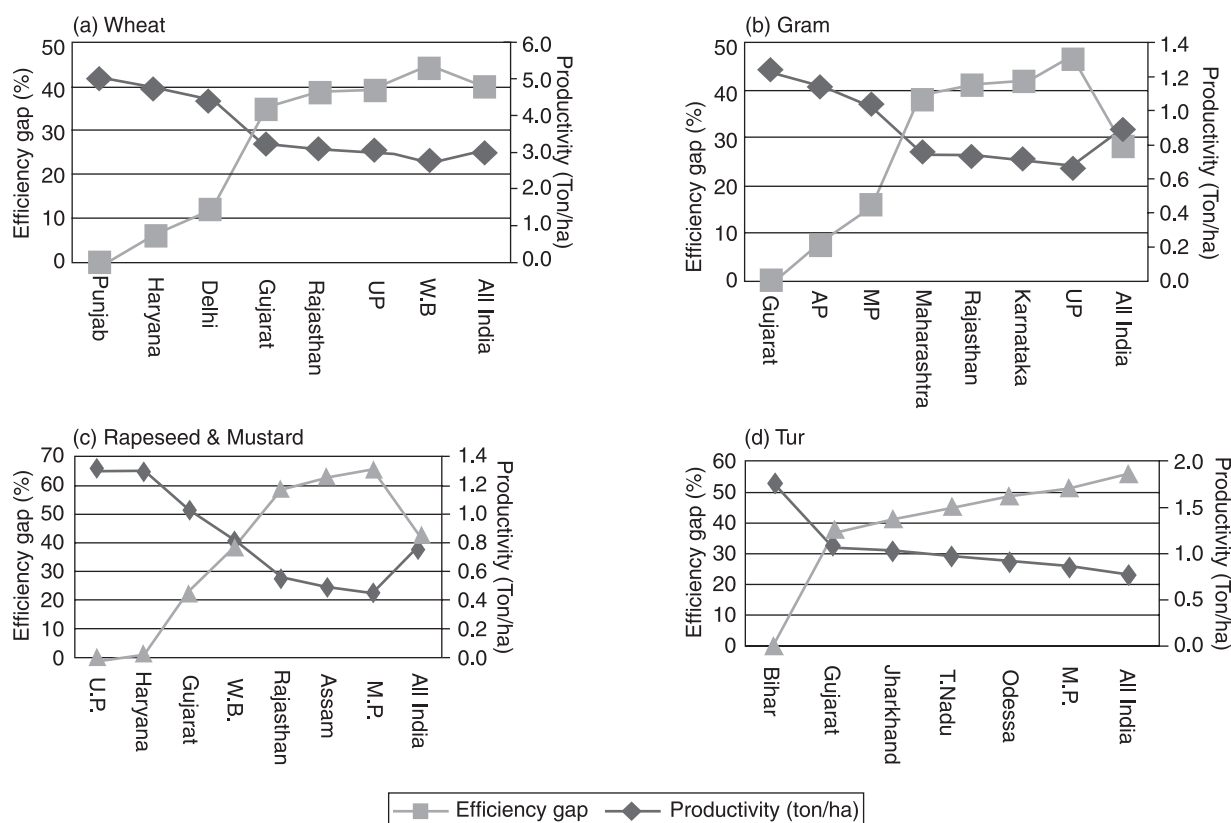 (a) Wheat
Efficiency gap (%)
50
40
30
20
10
0
6.0
5.0
4.0
3.0
2.0
1.0
0.0
Productivity (Ton/ha)
Punjab
Haryana
Delhi
Gujarat
Rajasthan
UP
W.B
All India
(b) Gram
Efficiency gap (%)
50
40
30
20
10
0
1.4
1.2
1.0
0.8
0.6
0.4
0.2
0.0
Productivity (Ton/ha)
Gujarat
AP
MP
Maharashtra
Rajasthan
Karnataka
UP
All India
(c) Rapeseed & Mustard
Efficiency gap (%)
70
60
50
40
30
20
10
0
1.4
1.2
1.0
0.8
0.6
0.4
0.2
0.0
Productivity (Ton/ha)
U.P.
Haryana
Gujarat
W.B.
Rajasthan
Assam
M.P.
All India
(d) Tur
Efficiency gap (%)
60
50
40
30
20
10
0
2.0
1.5
1.0
0.5
0.0
Productivity (Ton/ha)
Bihar
Gujarat
Jharkhand
T.Nadu
Odessa
M.P.
All India
Efficiency gap
Productivity (ton/ha)